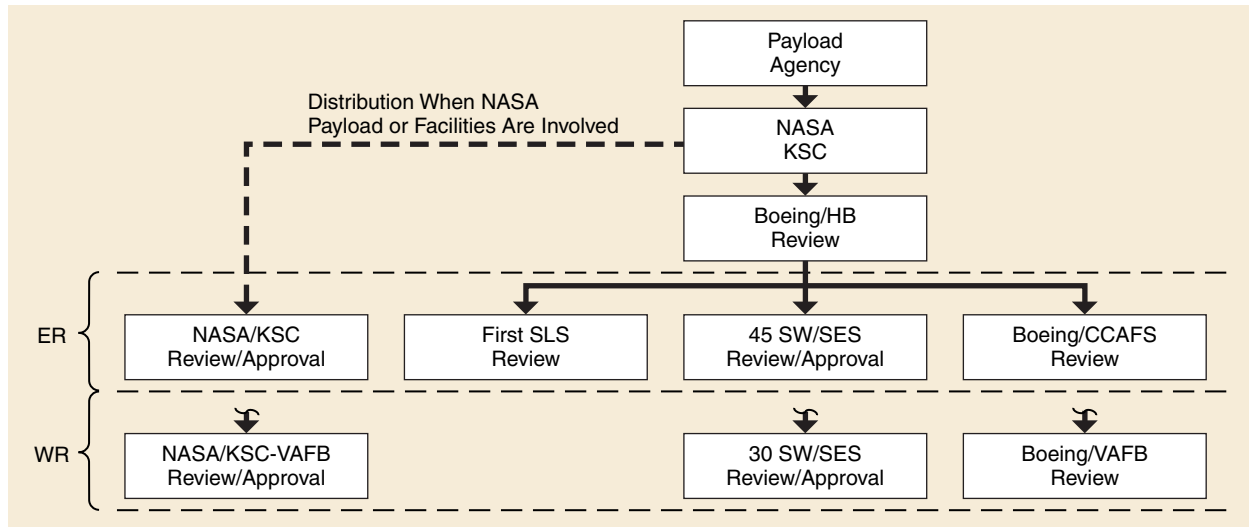 Payload
Agency
Distribution When NASA
Payload or Facilities Are Involved
NASA
KSC
Boeing/HB
Review
ER
NASA/KSC
Review/Approval
First SLS
Review
45 SW/SES
Review/Approval
Boeing/CCAFS
Review
WR
NASA/KSC-VAFB
Review/Approval
30 SW/SES
Review/Approval
Boeing/VAFB
Review